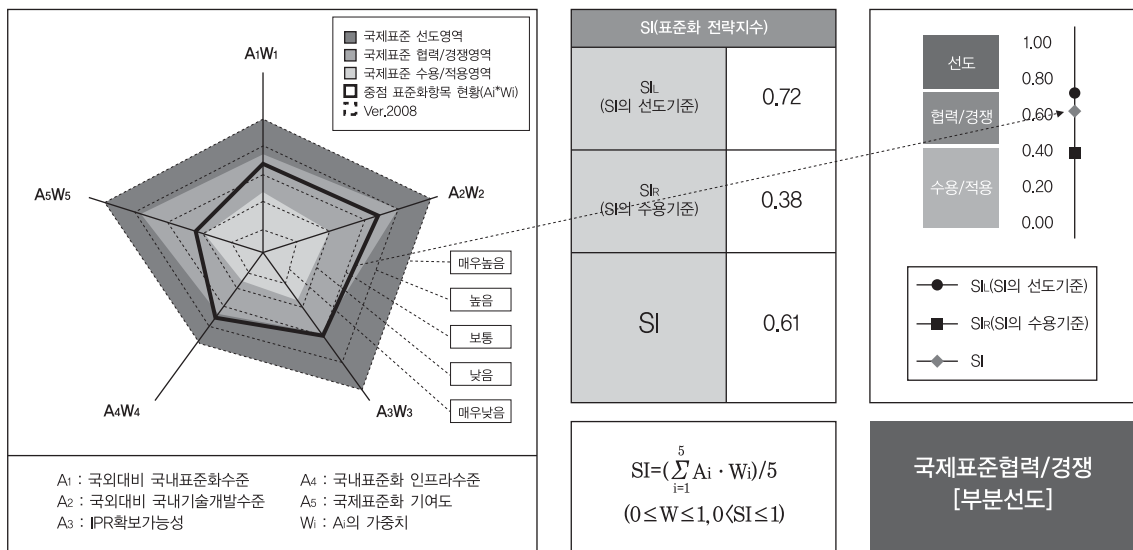 국제표준 선도영역
국제표준 협력/경쟁영역
국제표준 수용/적용영역
중점 표준화항목 현황(Ai*Wi)
Ver.2008
A1W1
A2W2
A3W3
A4W4
A5W5
매우높음
높음
보통
낮음
매우낮음
A1 : 국외대비 국내표준화수준
A2 : 국외대비 국내기술개발수준
A3 : IPR확보가능성
A4 : 국내표준화 인프라수준
A5 : 국제표준화 기여도
Wi : Ai의 가중치
SI(표준화 전략지수)
SIL
(SI의 선도기준)
0.72
SIR
(SI의 수용기준)
0.38
SI
0.61
SI=(∑Ai · Wi)/5
i=1
5
(0≤W≤1, 0<SI≤1)
선도
협력/경쟁
수용/적용
1.00
0.80
0.60
0.40
0.20
0.00
SIL(SI의 선도기준)
SIR(SI의 수용기준)
SI
국제표준협력/경쟁
[부분선도]